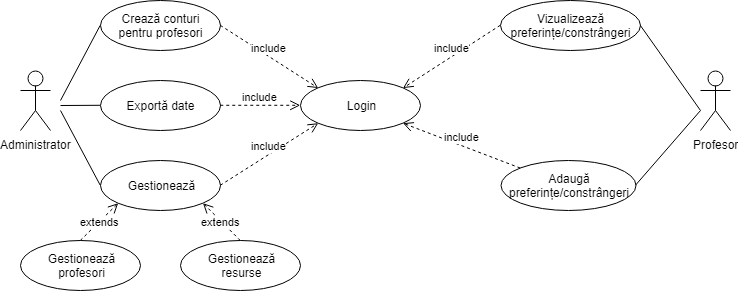 Crează conturi
pentru profesori
include
Vizualizează
preferințe/constrângeri
include
Administrator
Exportă date
include
Login
Profesor
include
include
Gestionează
Adaugă
preferințe/constrângeri
extends
extends
Gestionează
profesori
Gestionează
resurse